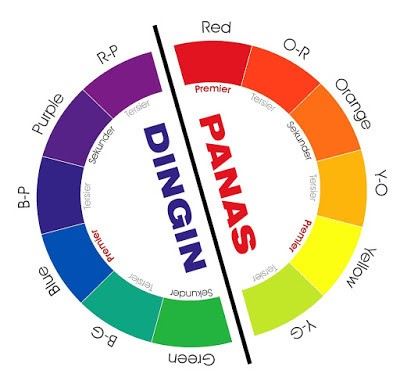 Red
O-R
Orange
Y-O
Yellow
Y-G
Green
B-G
Blue
B-P
Purple
R-P
Premier
Tersier
Sekunder
Tersier
Premier
Tersier
Sekunder
Tersier
Premier
Tersier
Sekunder
Tersier
DINGIN
PANAS